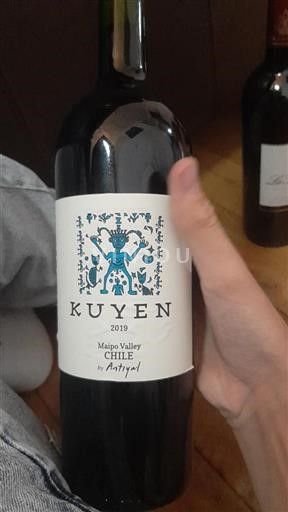 KUYEN
2019
Maipo Valley
CHILE
by Antiyal